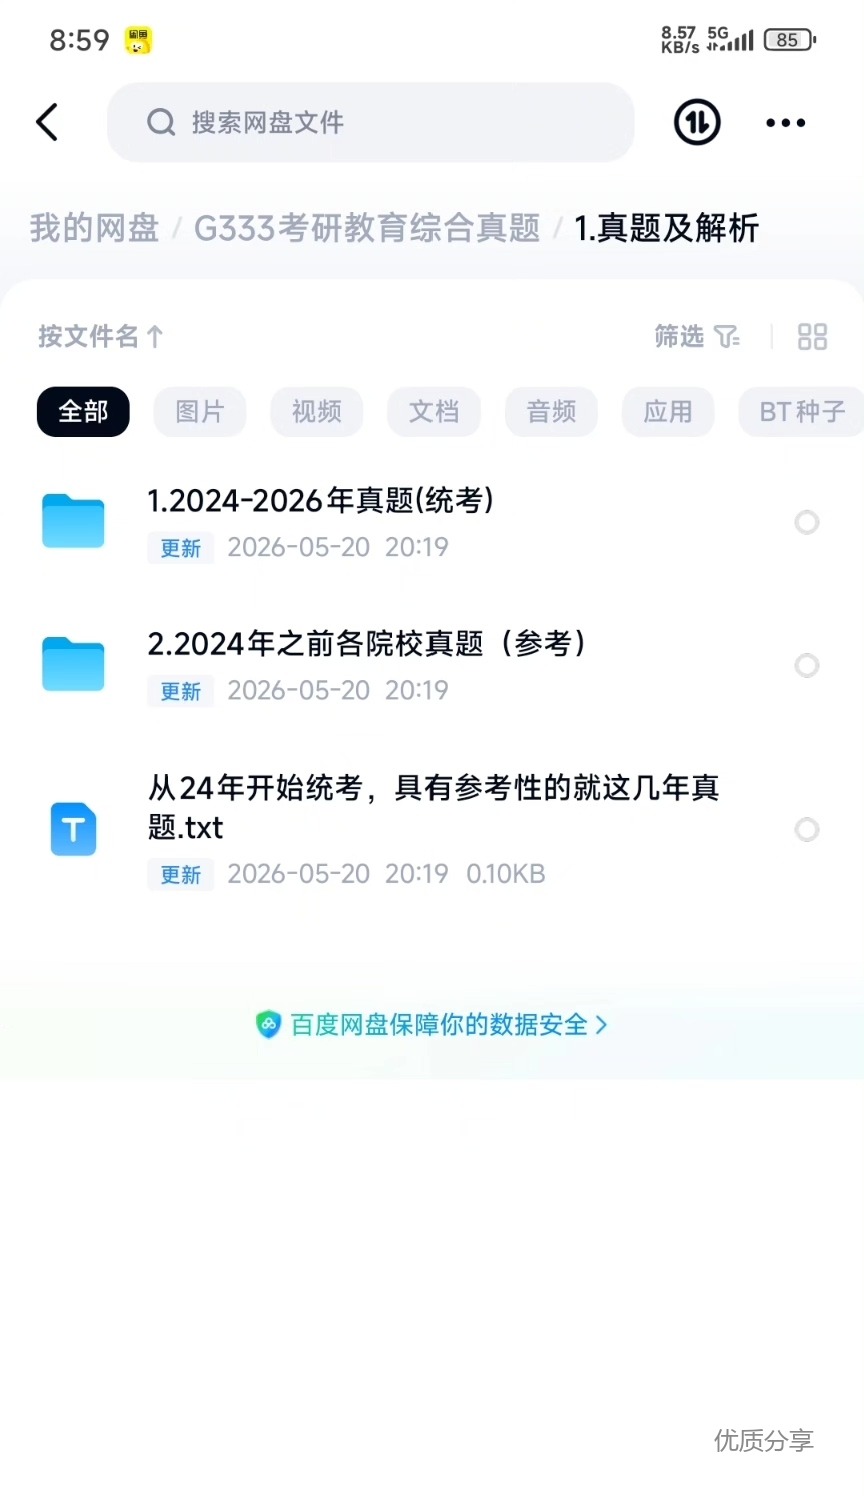 8:59 闲鱼 8.57 KB/s 5G 85
搜索网盘文件
我的网盘 / G333考研教育综合真题 / 1.真题及解析
按文件名↑ 筛选
全部 图片 视频 文档 音频 应用 BT种子
1.2024-2026年真题(统考)
更新 2026-05-20 20:19
2.2024年之前各院校真题（参考）
更新 2026-05-20 20:19
从24年开始统考，具有参考性的就这几年真
题.txt
更新 2026-05-20 20:19 0.10KB
百度网盘保障你的数据安全
优质分享